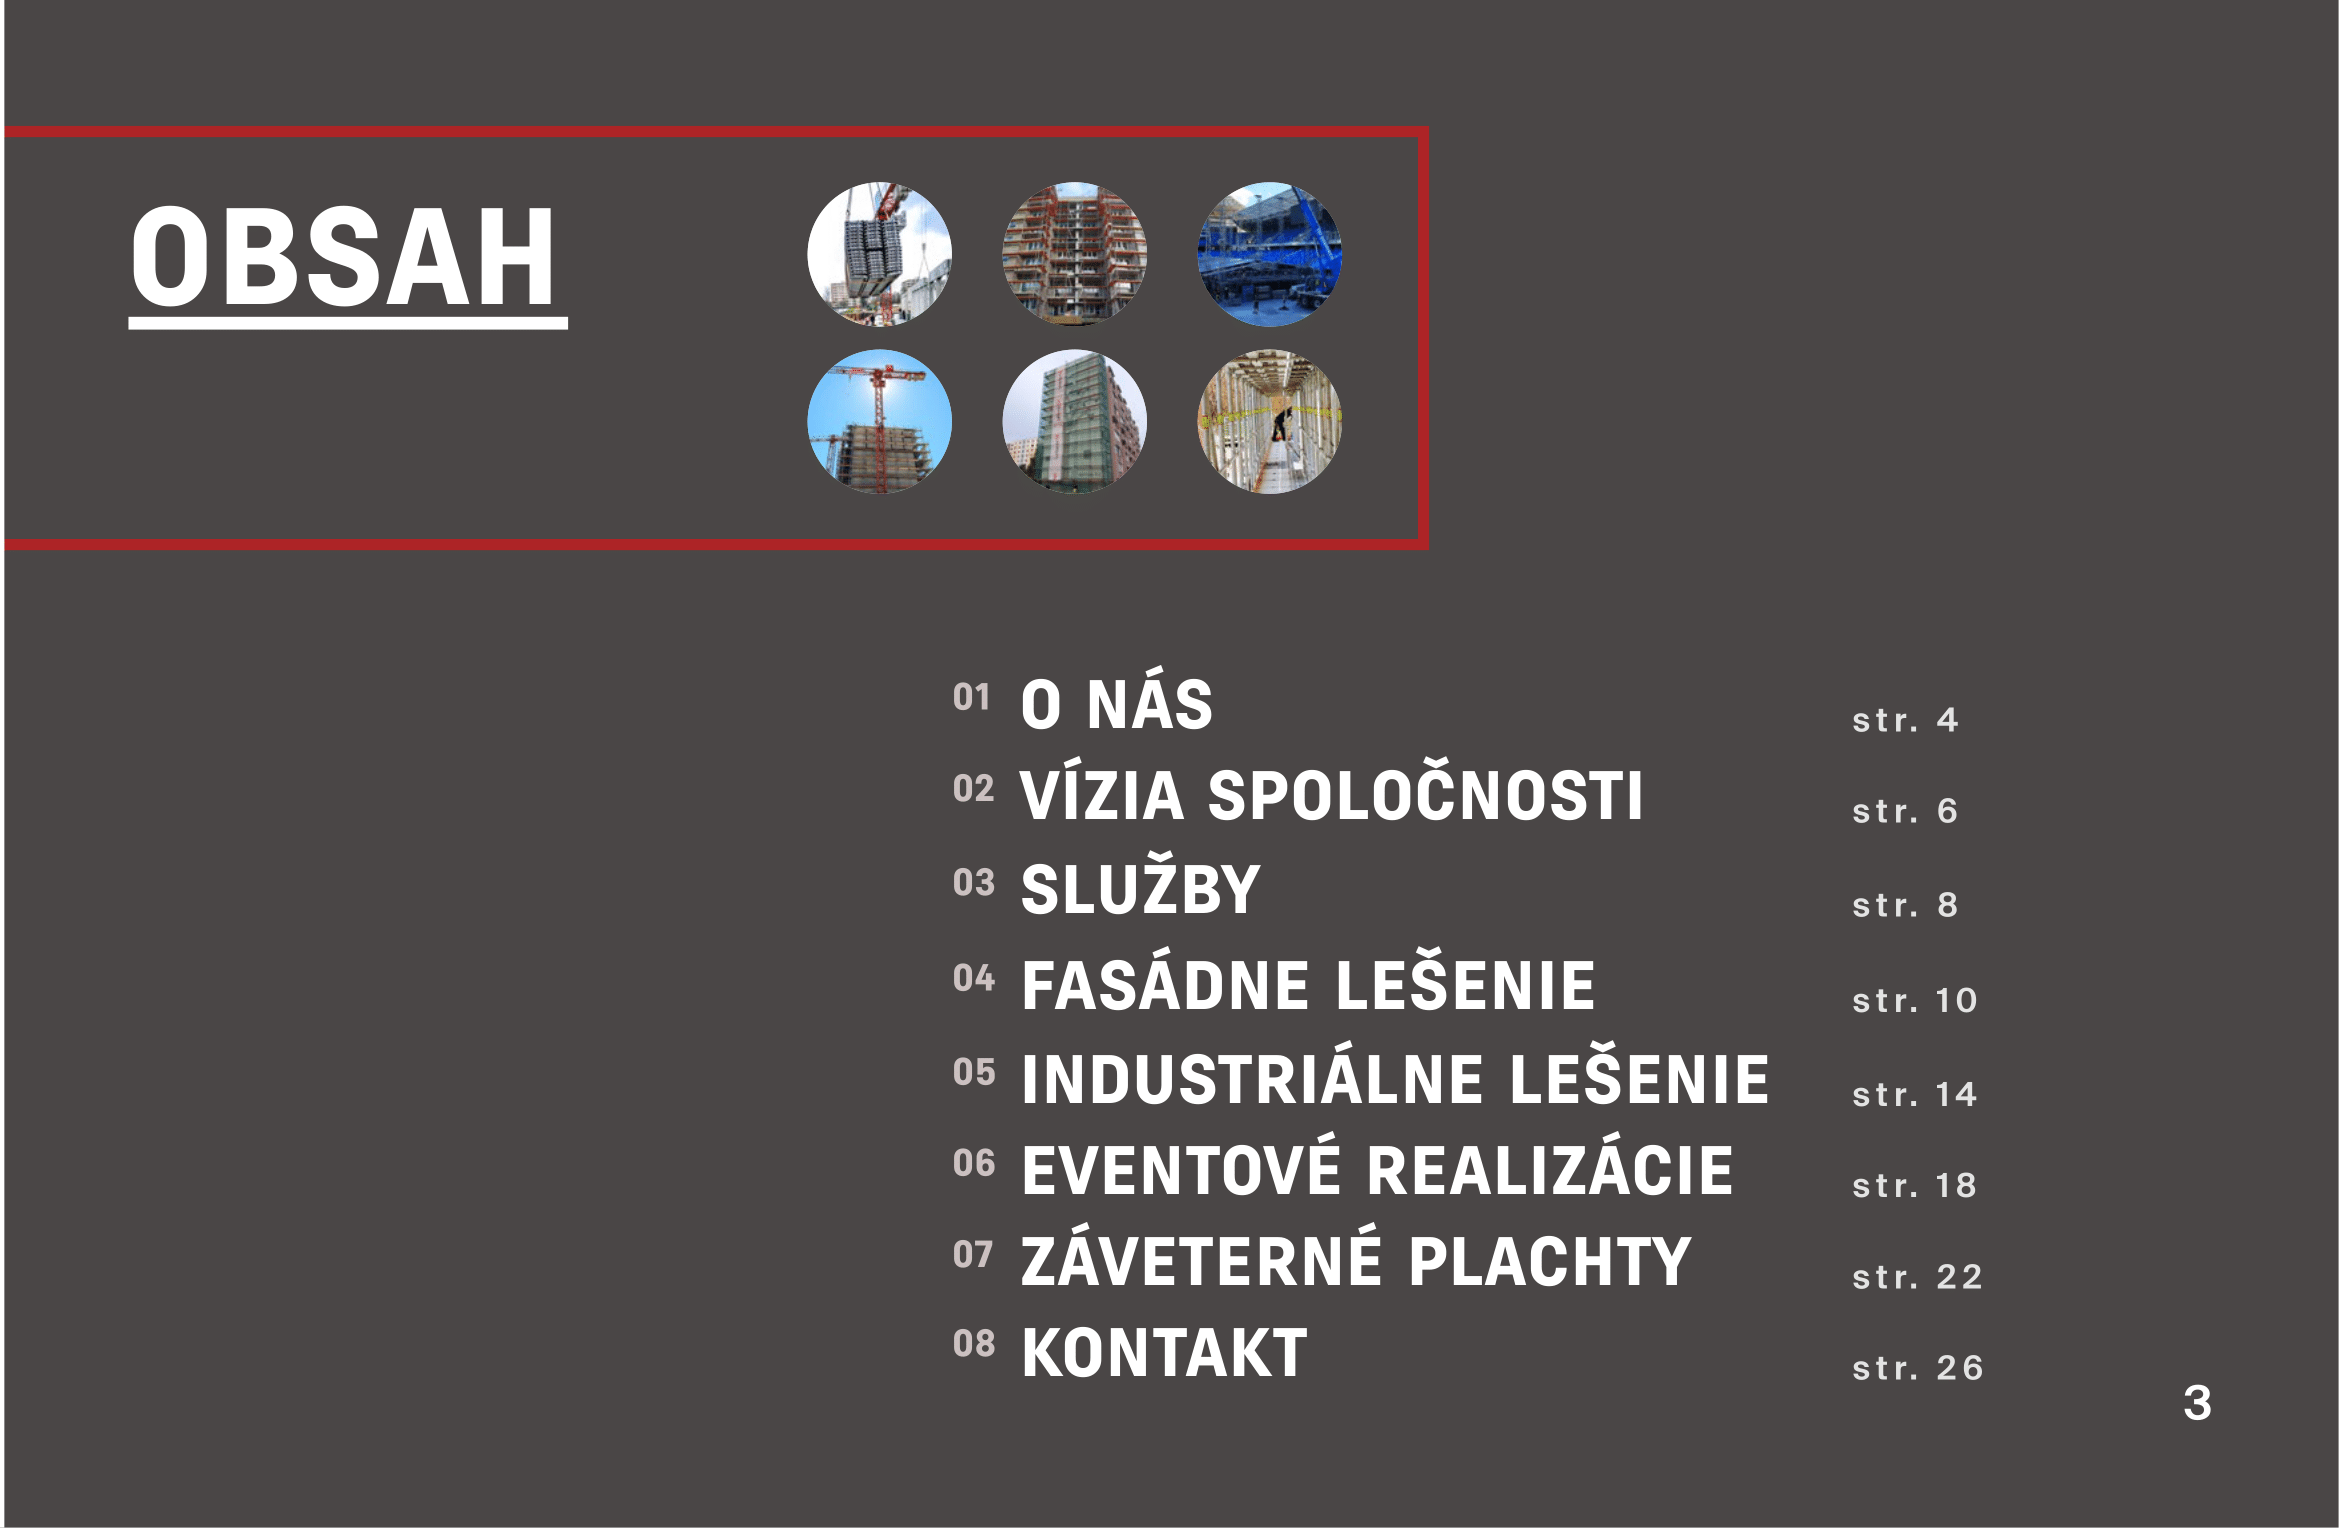 OBSAH
01 O NÁS str. 4
02 VÍZIA SPOLOČNOSTI str. 6
03 SLUŽBY str. 8
04 FASÁDNE LEŠENIE str. 10
05 INDUSTRIÁLNE LEŠENIE str. 14
06 EVENTOVÉ REALIZÁCIE str. 18
07 ZÁVETERNÉ PLACHTY str. 22
08 KONTAKT str. 26
3